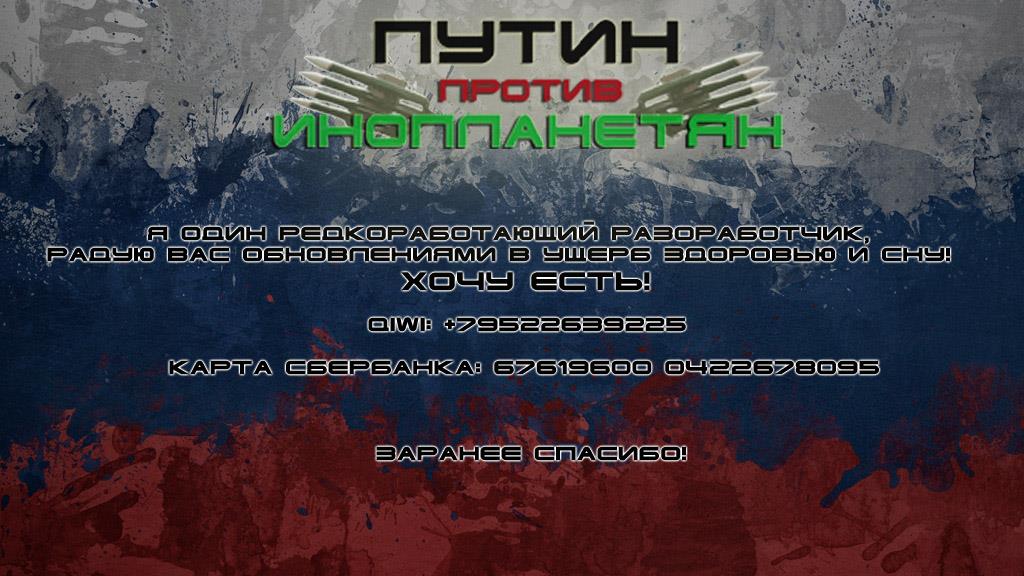 ПУТИН
ПРОТИВ
ИНОПЛАНЕТЯН
Я ОДИН РЕДКОРАБОТАЮЩИЙ РАЗОРАБОТЧИК,
РАДУЮ ВАС ОБНОВЛЕНИЯМИ В УЩЕРБ ЗДОРОВЬЮ И СНУ!
ХОЧУ ЕСТЬ!
QIWI: +79522639225
КАРТА СБЕРБАНКА: 67619600 0422678095
ЗАРАНЕЕ СПАСИБО!